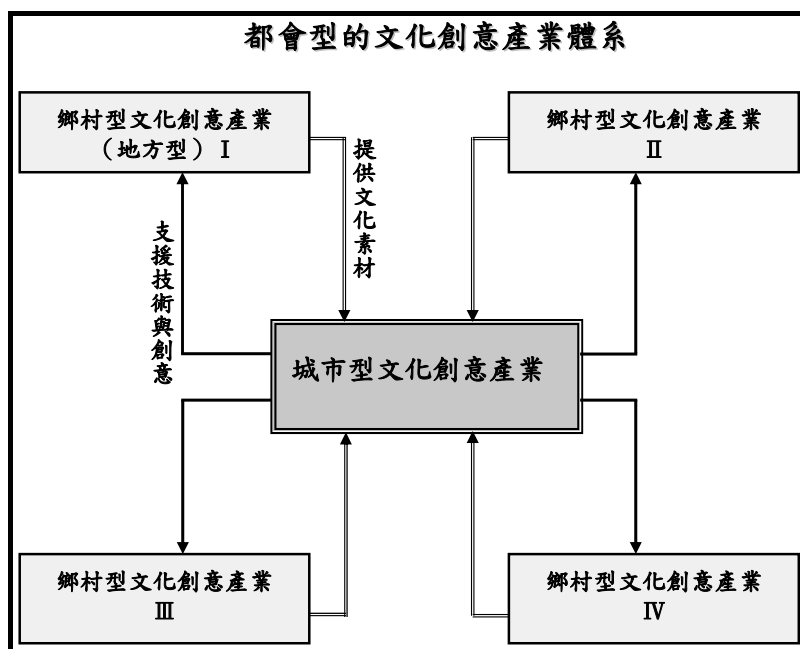 都會型的文化創意產業體系
鄉村型文化創意產業
（地方型）Ⅰ
鄉村型文化創意產業
Ⅱ
提供文化素材
支援技術與創意
城市型文化創意產業
鄉村型文化創意產業
Ⅲ
鄉村型文化創意產業
Ⅳ